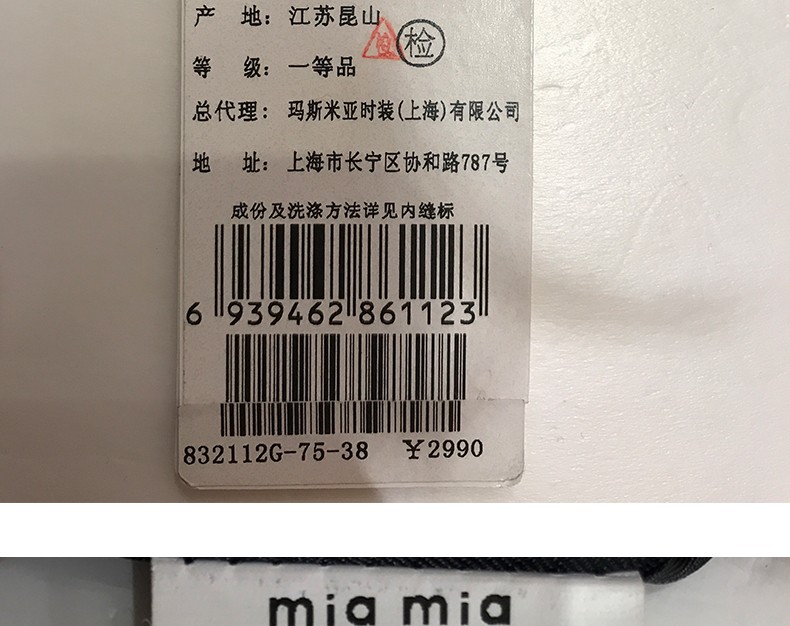 产 地: 江苏昆山
检
等 级: 一等品
总代理: 玛斯米亚时装(上海)有限公司
地 址: 上海市长宁区协和路787号
成份及洗涤方法详见内缝标
6 939462 861123
832112G-75-38 ¥2990
mia mia